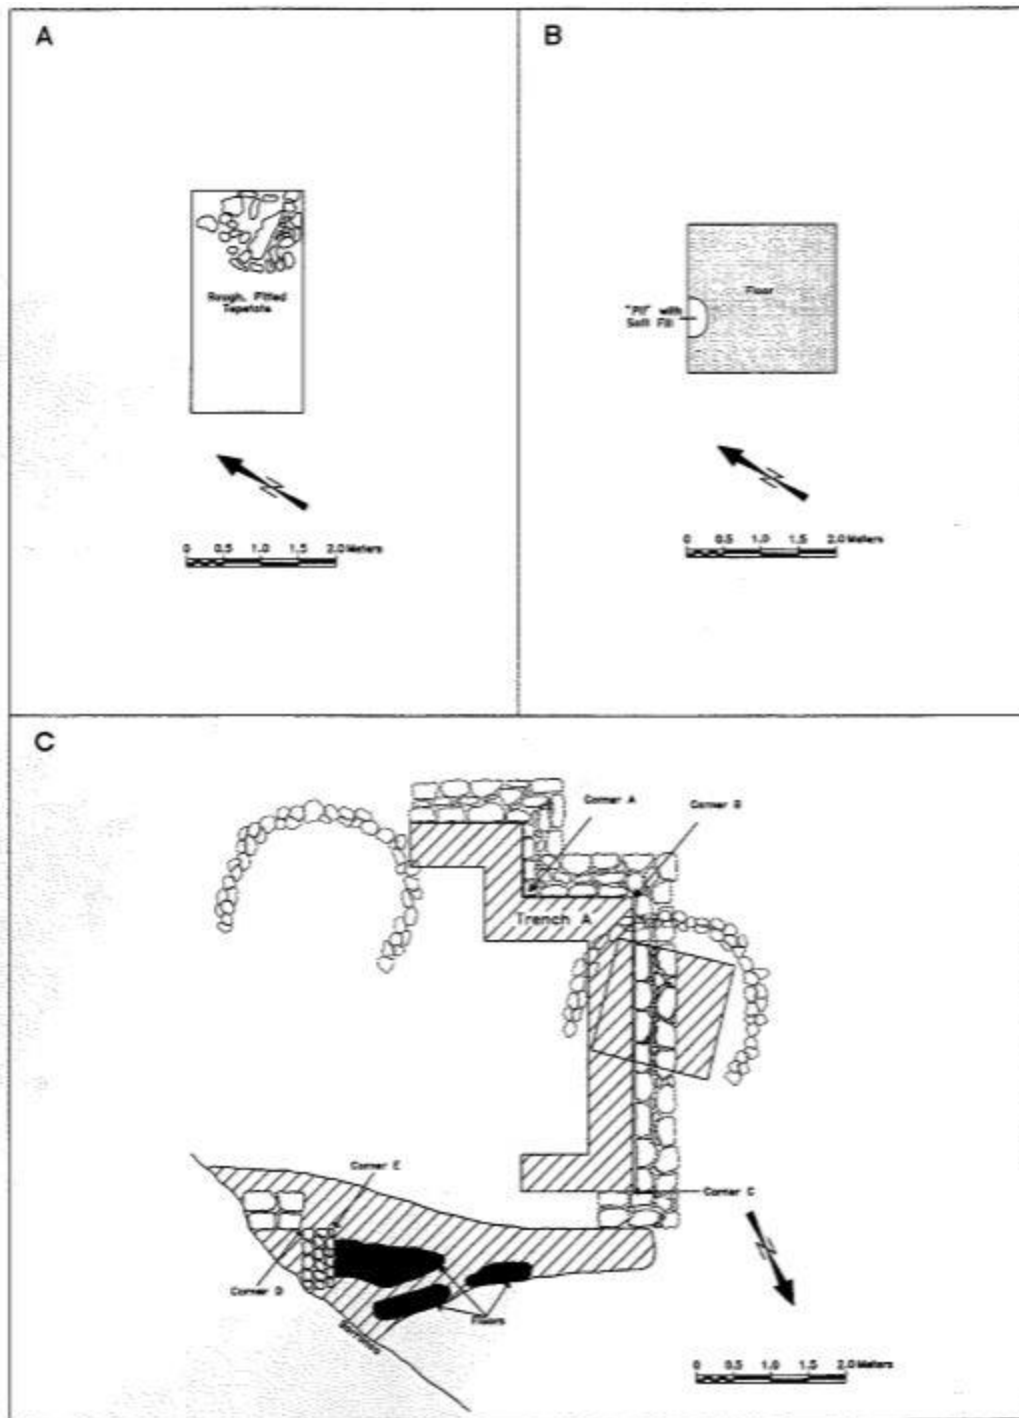 A
Rough, Pitted
Tepetate
0 0.5 1.0 1.5 2.0 Meters
B
Floor
"Pit" with
Soft Fill
0 0.5 1.0 1.5 2.0 Meters
C
Corner A
Corner B
Trench A
Corner E
Corner C
Corner D
Floors
Barranca
0 0.5 1.0 1.5 2.0 Meters